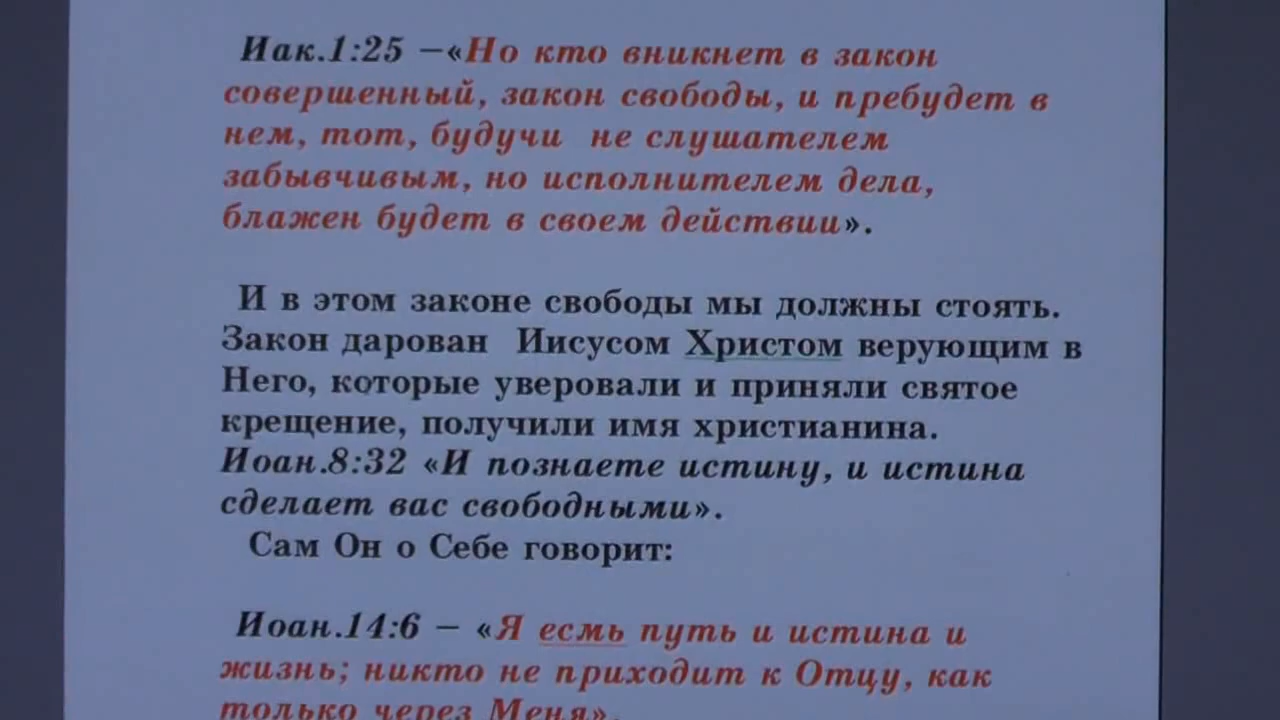 Иак.1:25 –«Но кто вникнет в закон
совершенный, закон свободы, и пребудет в
нем, тот, будучи не слушателем
забывчивым, но исполнителем дела,
блажен будет в своем действии».
И в этом законе свободы мы должны стоять.
Закон дарован Иисусом Христом верующим в
Него, которые уверовали и приняли святое
крещение, получили имя христианина.
Иоан.8:32 «И познаете истину, и истина
сделает вас свободными».
Сам Он о Себе говорит:
Иоан.14:6 – «Я есмь путь и истина и
жизнь; никто не приходит к Отцу, как
только через Меня».